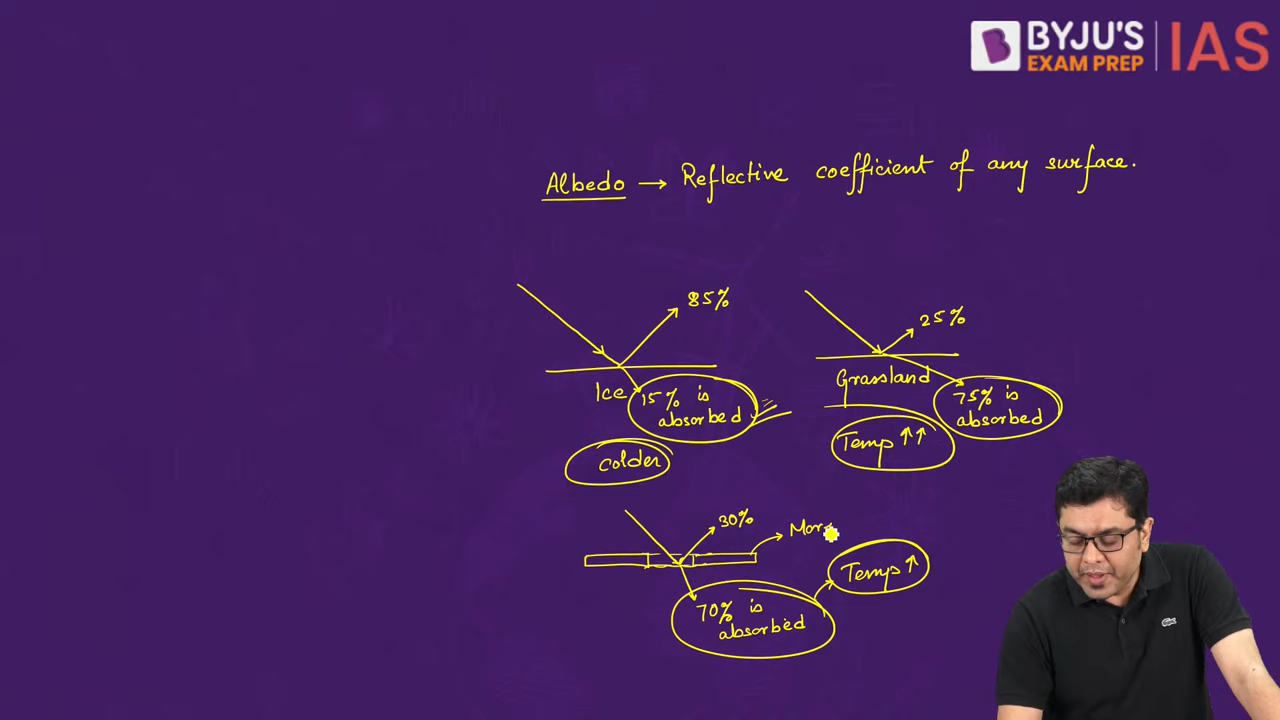 BYJU'S
EXAM PREP
IAS
Albedo → Reflective coefficient of any surface.
85%
Ice
15% is
absorbed
colder
25%
Grassland
75% is
absorbed
Temp ↑↑
30%
Mor
70% is
absorbed
Temp ↑